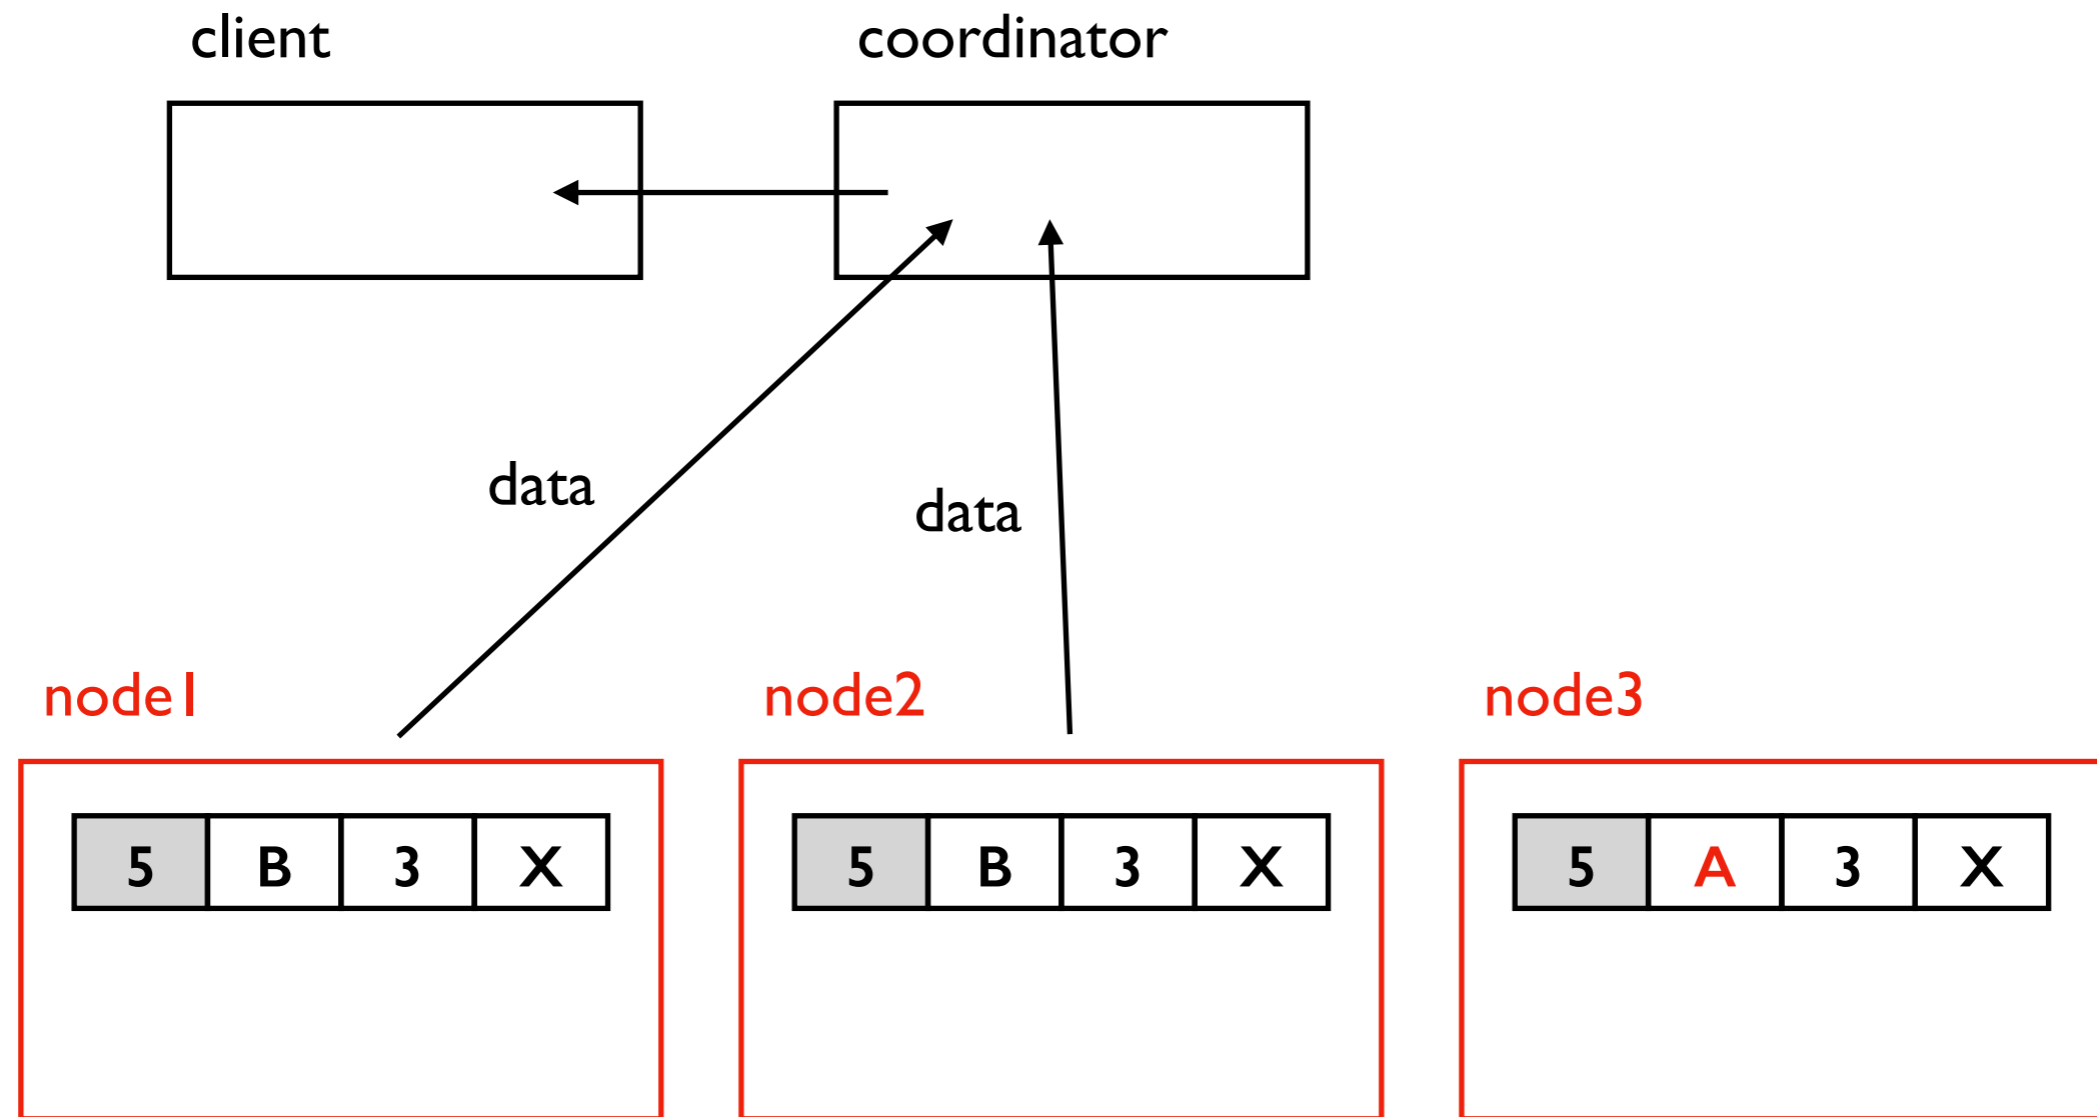 client coordinator
data
data
node1 node2 node3
5 B 3 X 5 B 3 X 5 A 3 X